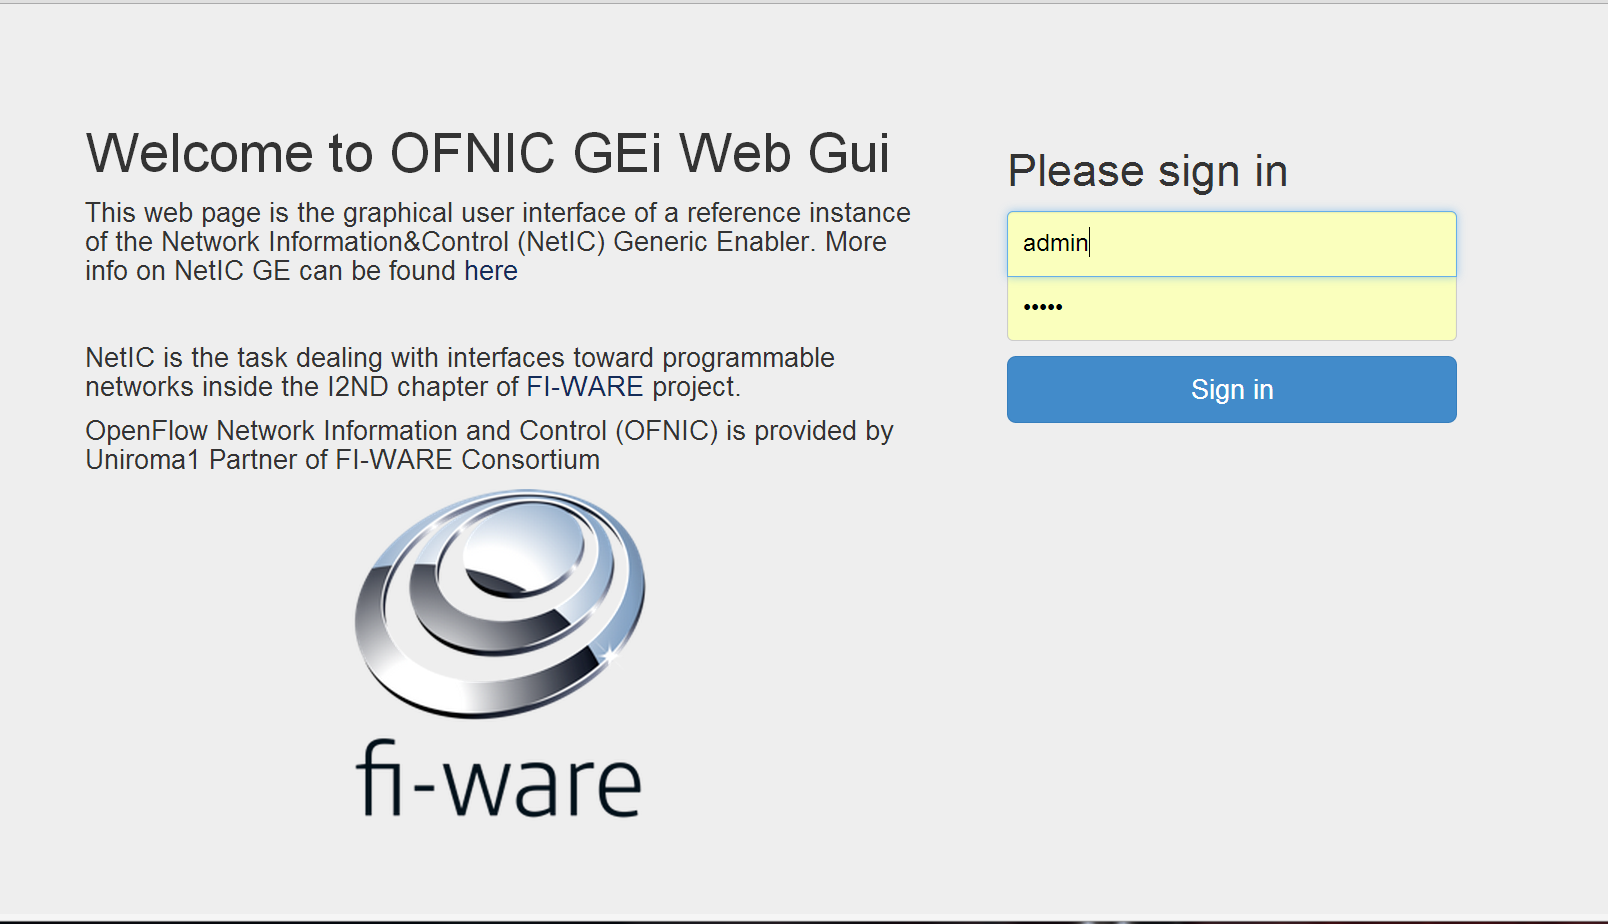 Welcome to OFNIC GEi Web Gui
This web page is the graphical user interface of a reference instance
of the Network Information&Control (NetIC) Generic Enabler. More
info on NetIC GE can be found here
NetIC is the task dealing with interfaces toward programmable
networks inside the I2ND chapter of FI-WARE project.
OpenFlow Network Information and Control (OFNIC) is provided by
Uniroma1 Partner of FI-WARE Consortium
fi-ware
Please sign in
admin
•••••
Sign in